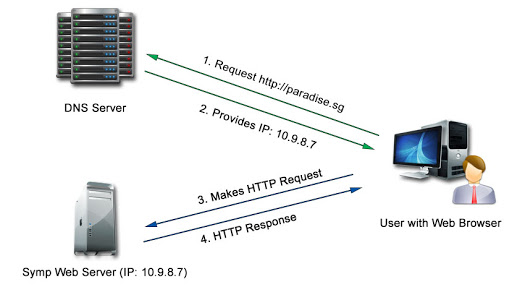 1. Request http://paradise.sg
DNS Server
2. Provides IP: 10.9.8.7
3. Makes HTTP Request
User with Web Browser
4. HTTP Response
Symp Web Server (IP: 10.9.8.7)